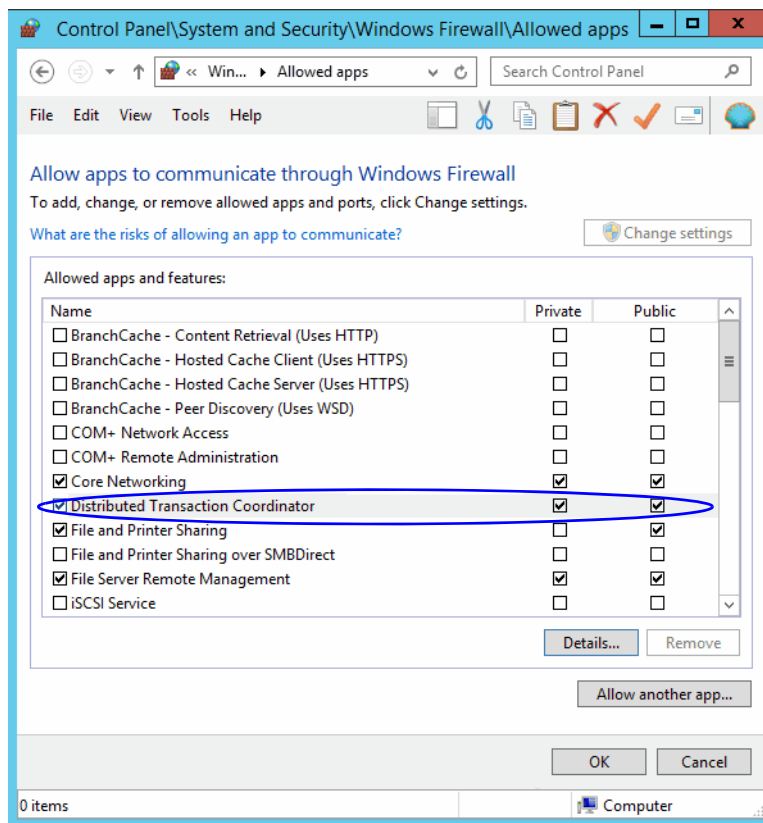 Control Panel\System and Security\Windows Firewall\Allowed apps
« Win... Allowed apps
Search Control Panel
File Edit View Tools Help
Allow apps to communicate through Windows Firewall
To add, change, or remove allowed apps and ports, click Change settings.
What are the risks of allowing an app to communicate?
Change settings
Allowed apps and features:
Name Private Public
BranchCache - Content Retrieval (Uses HTTP)
BranchCache - Hosted Cache Client (Uses HTTPS)
BranchCache - Hosted Cache Server (Uses HTTPS)
BranchCache - Peer Discovery (Uses WSD)
COM+ Network Access
COM+ Remote Administration
Core Networking
Distributed Transaction Coordinator
File and Printer Sharing
File and Printer Sharing over SMBDirect
File Server Remote Management
iSCSI Service
Details... Remove
Allow another app...
OK Cancel
0 items Computer